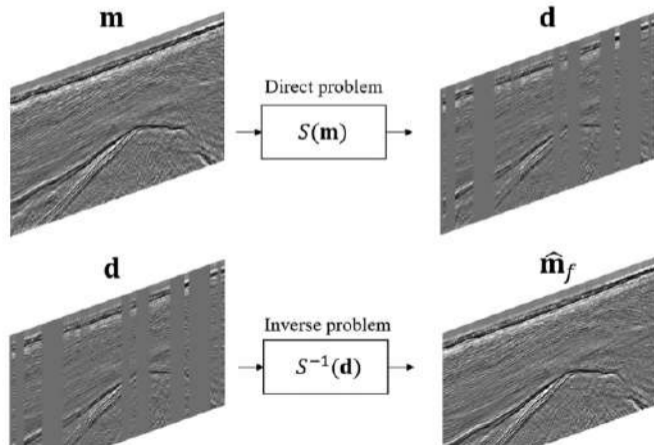 m
d
Direct problem
S(m)
d
m̂_f
Inverse problem
S⁻¹(d)